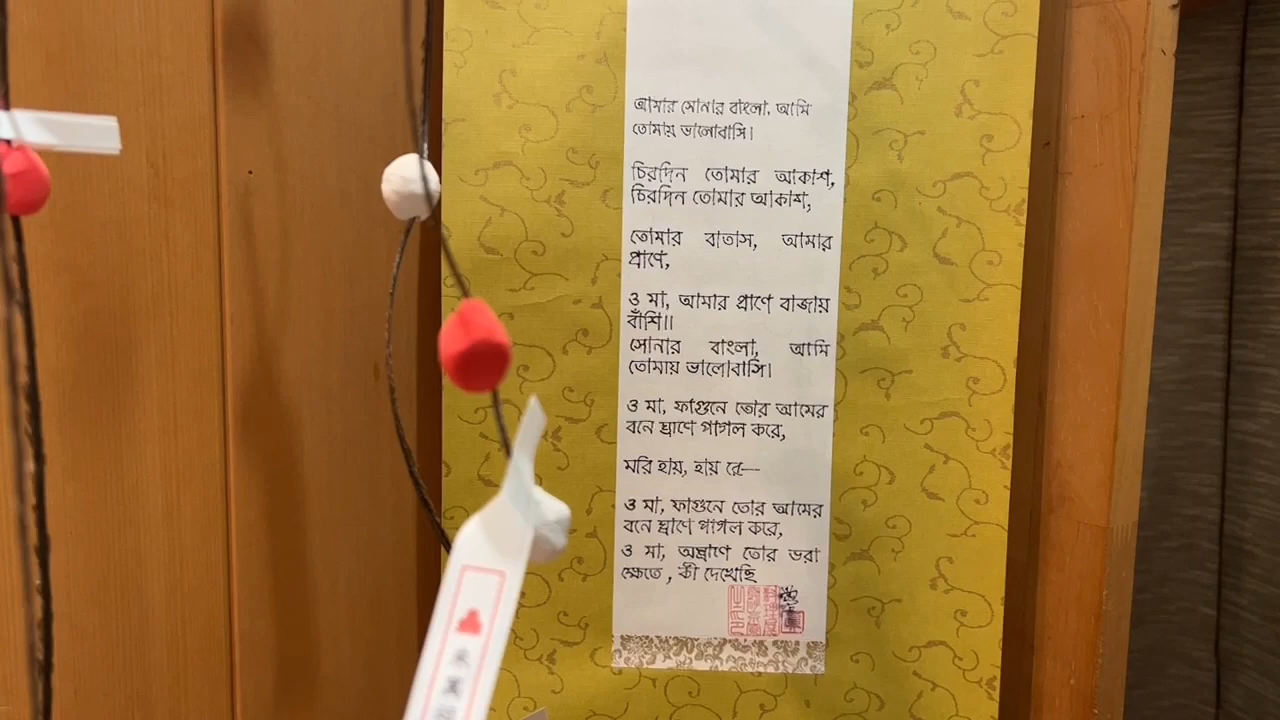 আমার সোনার বাংলা, আমি
তোমায় ভালোবাসি।
চিরদিন তোমার আকাশ,
চিরদিন তোমার আকাশ,
তোমার বাতাস, আমার
প্রাণে,
ও মা, আমার প্রাণে বাজায়
বাঁশি॥
সোনার বাংলা, আমি
তোমায় ভালোবাসি।
ও মা, ফাগুনে তোর আমের
বনে ঘ্রাণে পাগল করে,
মরি হায়, হায় রে—
ও মা, ফাগুনে তোর আমের
বনে ঘ্রাণে পাগল করে,
ও মা, অঘ্রাণে তোর ভরা
ক্ষেতে , কী দেখেছি